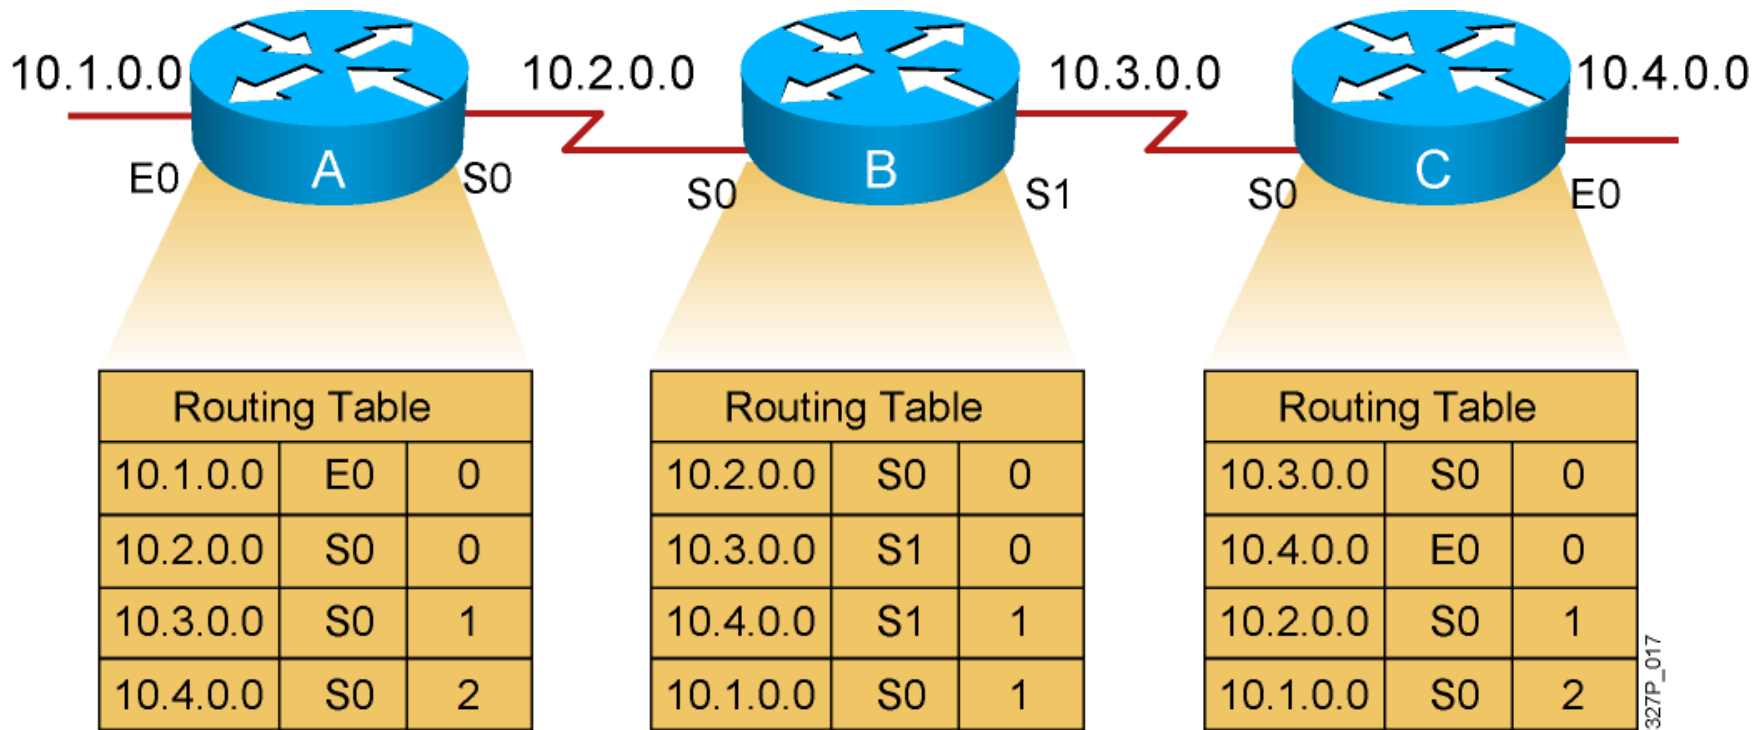 10.1.0.0 10.2.0.0 10.3.0.0 10.4.0.0
A B C
E0 S0 S0 S1 S0 E0
Routing Table
10.1.0.0 E0 0
10.2.0.0 S0 0
10.3.0.0 S0 1
10.4.0.0 S0 2
Routing Table
10.2.0.0 S0 0
10.3.0.0 S1 0
10.4.0.0 S1 1
10.1.0.0 S0 1
Routing Table
10.3.0.0 S0 0
10.4.0.0 E0 0
10.2.0.0 S0 1
10.1.0.0 S0 2
327P_017